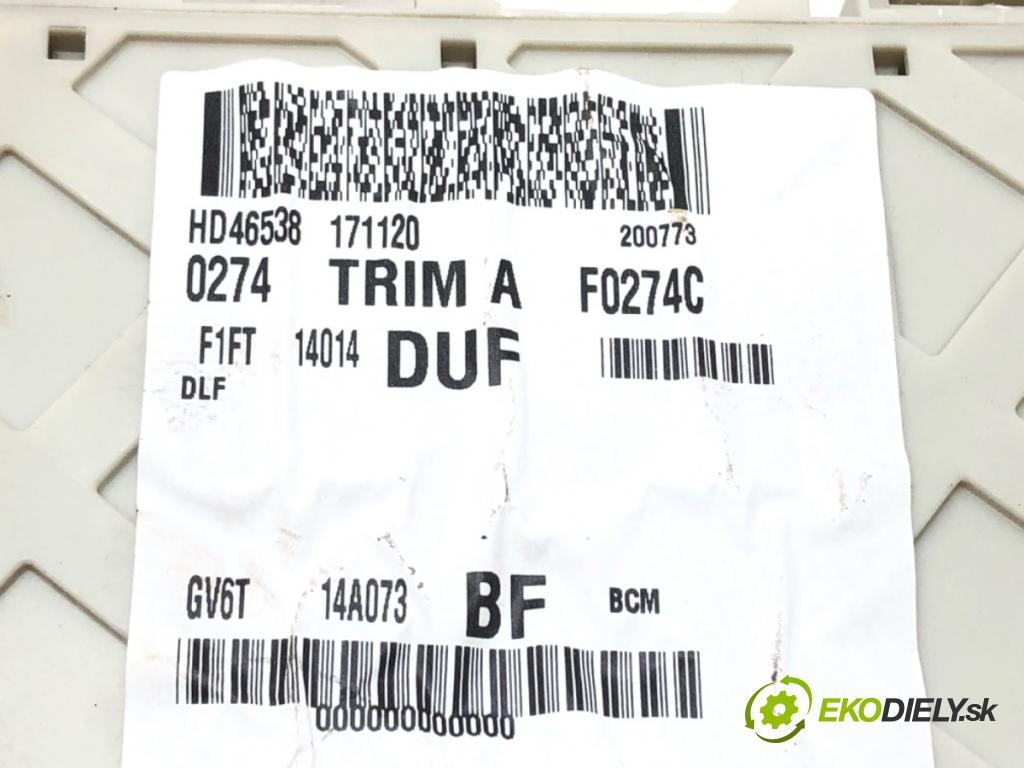 HD46538 171120 200773
0274 TRIM A F0274C
F1FT 14014 DUF
DLF
GV6T 14A073 BF BCM
000000000000
EKODIELY.sk